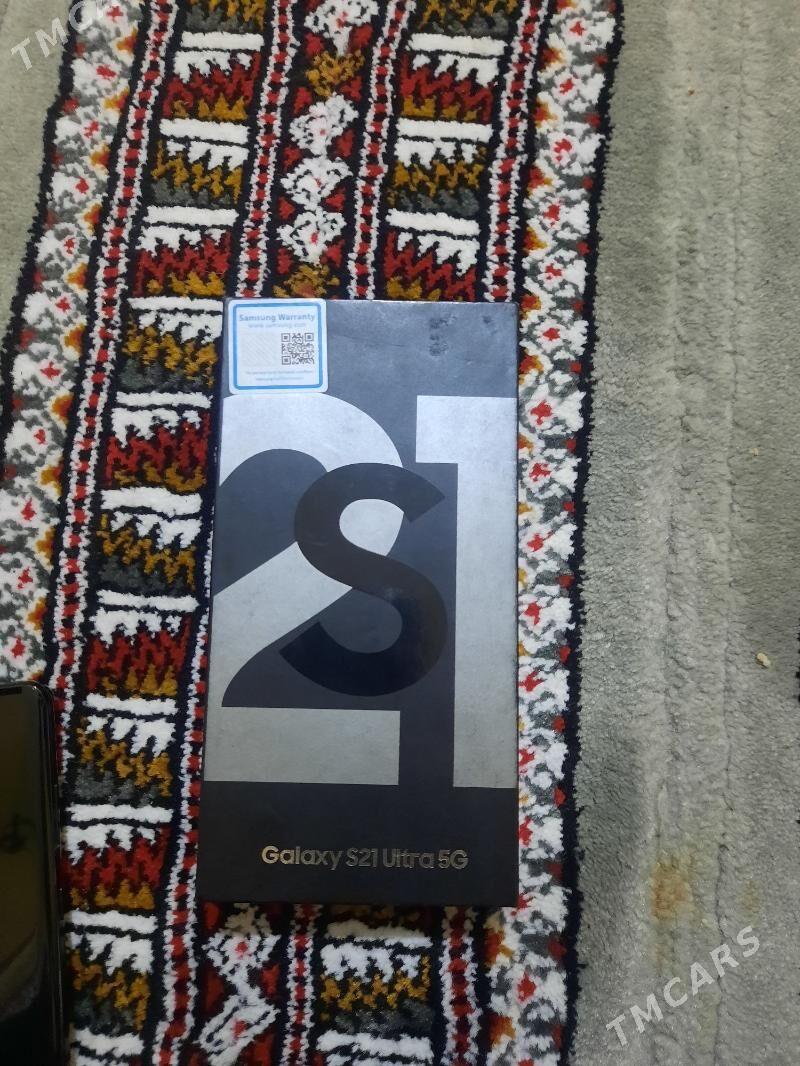 TMCARS
Samsung Warranty
www.samsung.com
S21
Galaxy S21 Ultra 5G
TMCARS